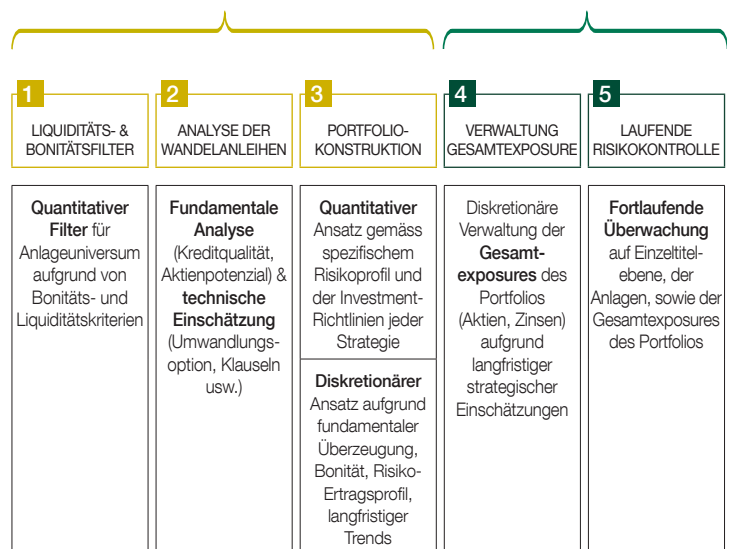 1
LIQUIDITÄTS- &
BONITÄTSFILTER
2
ANALYSE DER
WANDELANLEIHEN
3
PORTFOLIO-
KONSTRUKTION
4
VERWALTUNG
GESAMTEXPOSURE
5
LAUFENDE
RISIKOKONTROLLE
Quantitativer
Filter für
Anlageuniversum
aufgrund von
Bonitäts- und
Liquiditätskriterien
Fundamentale
Analyse
(Kreditqualität,
Aktienpotenzial) &
technische
Einschätzung
(Umwandlungs-
option, Klauseln
usw.)
Quantitativer
Ansatz gemäss
spezifischem
Risikoprofil und
der Investment-
Richtlinien jeder
Strategie
Diskretionärer
Ansatz aufgrund
fundamentaler
Überzeugung,
Bonität, Risiko-
Ertragsprofil,
langfristiger
Trends
Diskretionäre
Verwaltung der
Gesamt-
exposures des
Portfolios
(Aktien, Zinsen)
aufgrund
langfristiger
strategischer
Einschätzungen
Fortlaufende
Überwachung
auf Einzeltitel-
ebene, der
Anlagen, sowie der
Gesamtexposures
des Portfolios